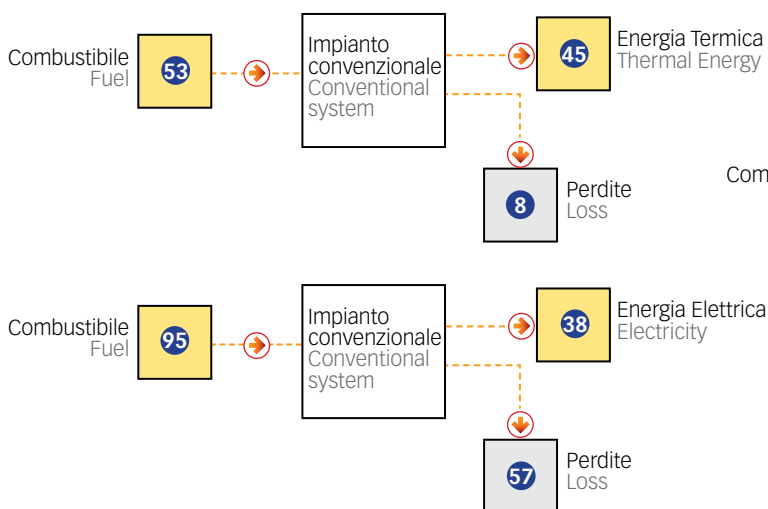 Combustibile
Fuel
53
Impianto
convenzionale
Conventional
system
45
Energia Termica
Thermal Energy
8
Perdite
Loss
Com
Combustibile
Fuel
95
Impianto
convenzionale
Conventional
system
38
Energia Elettrica
Electricity
57
Perdite
Loss